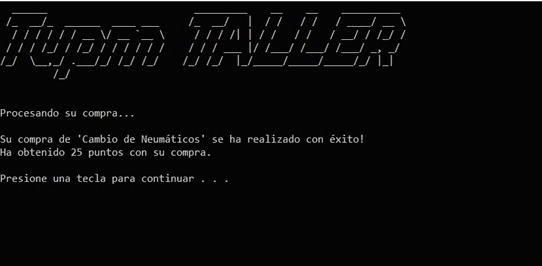 Procesando su compra...
Su compra de 'Cambio de Neumáticos' se ha realizado con éxito!
Ha obtenido 25 puntos con su compra.
Presione una tecla para continuar . . .